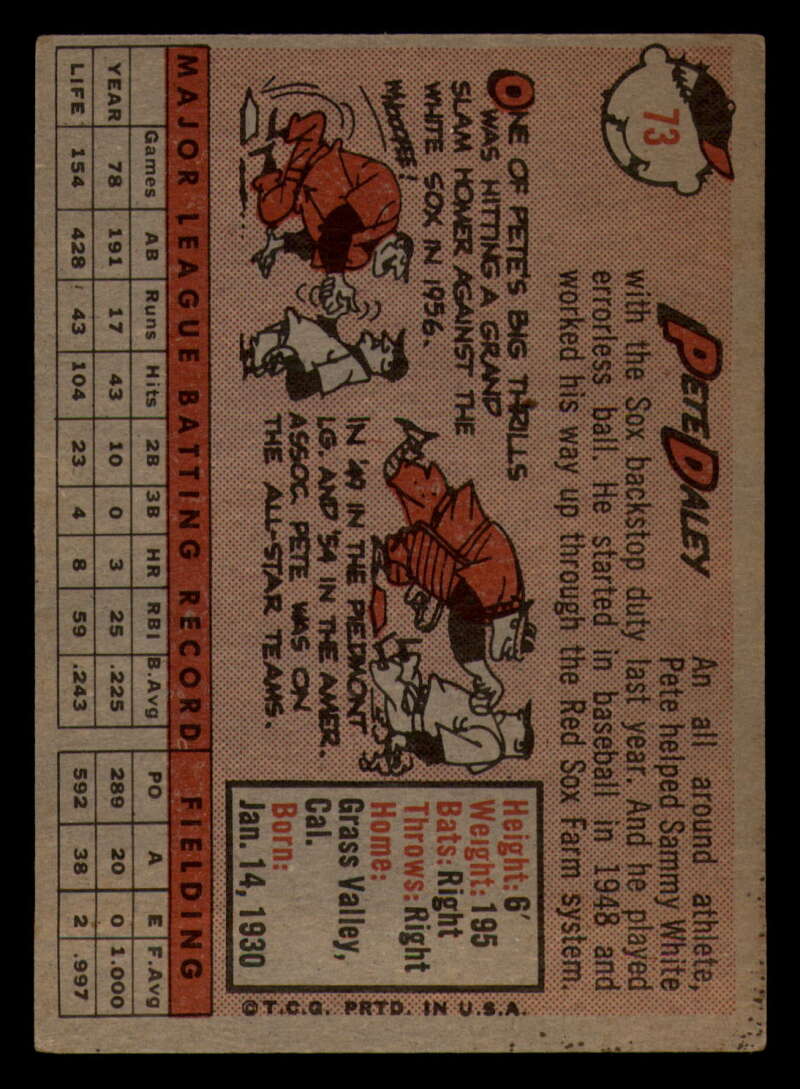 73
PETE DALEY
An all around athlete,
Pete helped Sammy White
with the Sox backstop duty last year. And he played
errorless ball. He started in baseball in 1948 and
worked his way up through the Red Sox Farm system.
ONE OF PETE'S BIG THRILLS
WAS HITTING A GRAND
SLAM HOMER AGAINST THE
WHITE SOX IN 1956.
WHOOPEE!
IN '49 IN THE PIEDMONT
LG. AND '54 IN THE AMER.
ASSOC. PETE WAS ON
THE ALL-STAR TEAMS.
Height: 6'
Weight: 195
Bats: Right
Throws: Right
Home:
Grass Valley,
Cal.
Born:
Jan. 14, 1930
©T.C.G. PRTD. IN U.S.A.
MAJOR LEAGUE BATTING RECORD FIELDING
Games AB Runs Hits 2B 3B HR RBI B.Avg PO A E F.Avg
YEAR 78 191 17 43 10 0 3 25 .225 289 20 0 1.000
LIFE 154 428 43 104 23 4 8 59 .243 592 38 2 .997